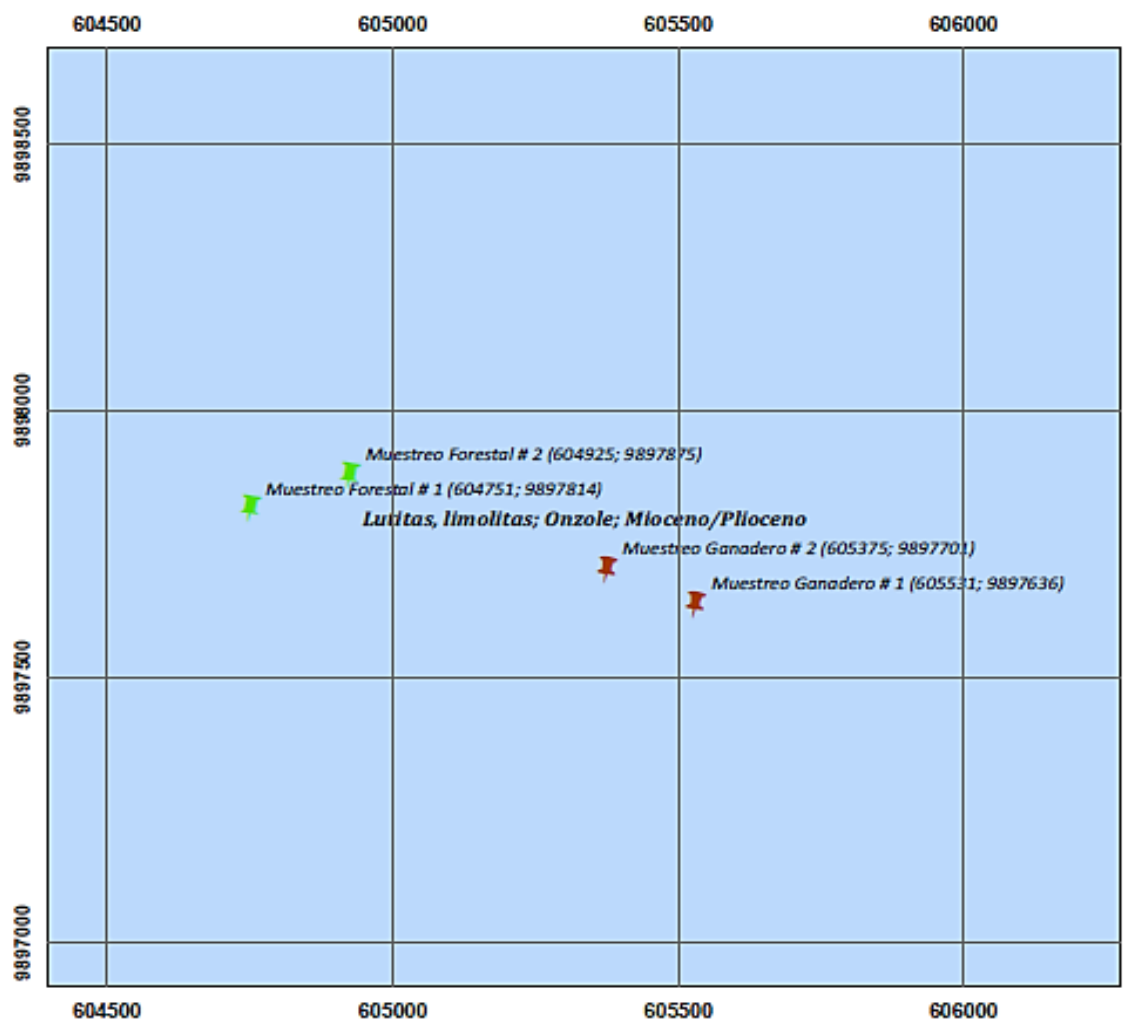 604500 605000 605500 606000
9898500
9898000
Muestreo Forestal # 2 (604925; 9897875)
Muestreo Forestal # 1 (604751; 9897814)
Lutitas, limolitas; Onzole; Mioceno/Plioceno
Muestreo Ganadero # 2 (605375; 9897701)
Muestreo Ganadero # 1 (605531; 9897636)
9897500
9897000
604500 605000 605500 606000